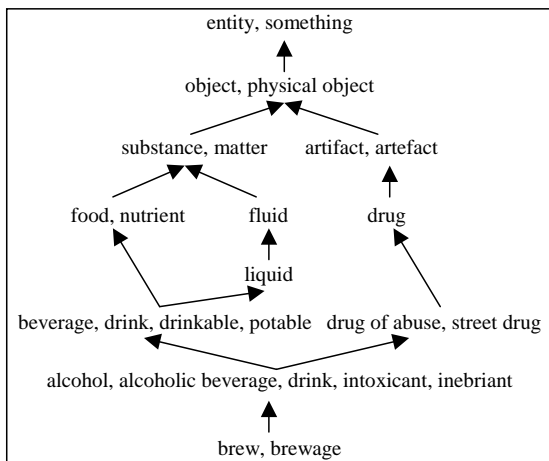 entity, something
object, physical object
substance, matter artifact, artefact
food, nutrient fluid drug
liquid
beverage, drink, drinkable, potable drug of abuse, street drug
alcohol, alcoholic beverage, drink, intoxicant, inebriant
brew, brewage